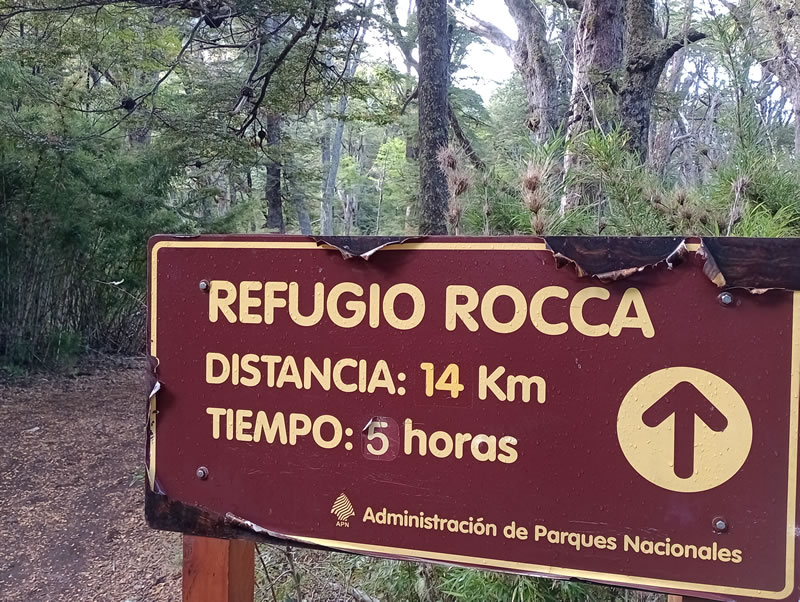 REFUGIO ROCCA
DISTANCIA: 14 Km
TIEMPO: 5 horas
APN
Administración de Parques Nacionales